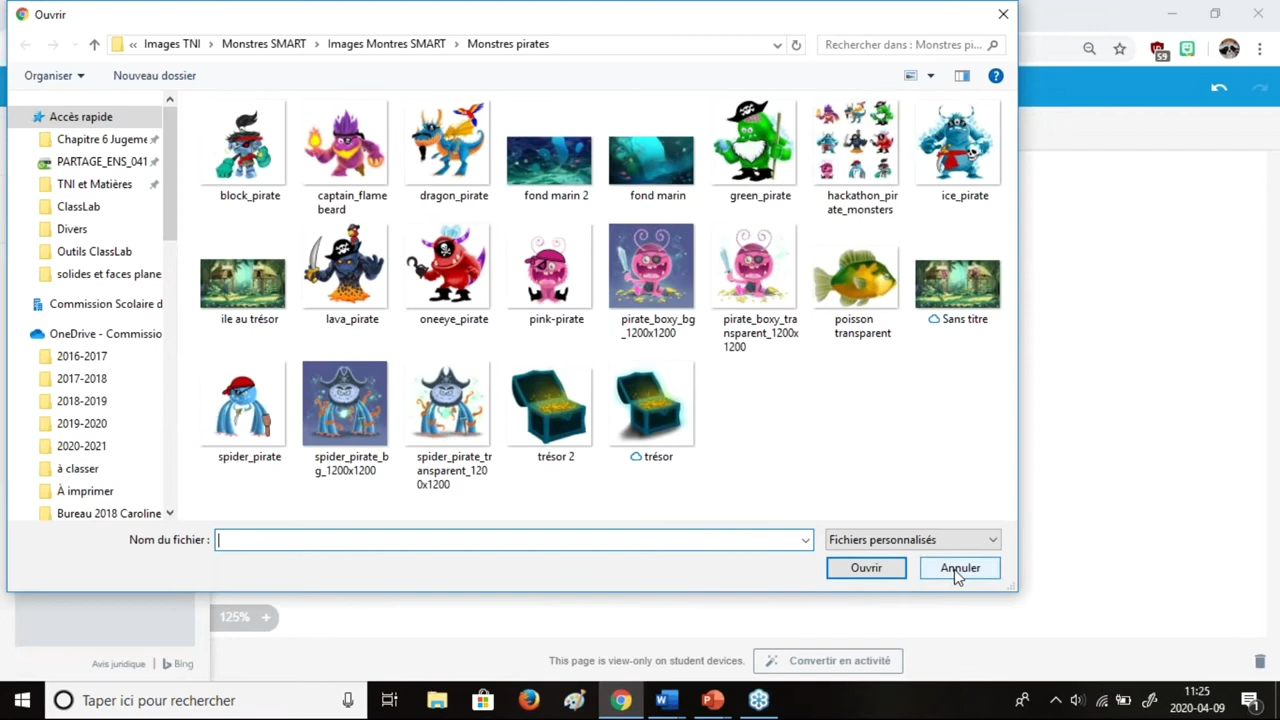 Ouvrir
« Images TNI > Monstres SMART > Images Montres SMART > Monstres pirates
Rechercher dans : Monstres pi...
59
Organiser
Nouveau dossier
Accès rapide
Chapitre 6 Jugeme
PARTAGE_ENS_041
TNI et Matières
ClassLab
Divers
Outils ClassLab
solides et faces plane
Commission Scolaire d
OneDrive - Commissio
2016-2017
2017-2018
2018-2019
2019-2020
2020-2021
à classer
À imprimer
Bureau 2018 Caroline
block_pirate
captain_flame
beard
dragon_pirate
fond marin 2
fond marin
green_pirate
hackathon_pir
ate_monsters
ice_pirate
ile au trésor
lava_pirate
oneeye_pirate
pink-pirate
pirate_boxy_bg
_1200x1200
pirate_boxy_tra
nsparent_1200x
1200
poisson
transparent
Sans titre
spider_pirate
spider_pirate_b
g_1200x1200
spider_pirate_tr
ansparent_120
0x1200
trésor 2
trésor
Nom du fichier :
Fichiers personnalisés
Ouvrir
Annuler
125% +
Avis juridique | Bing
This page is view-only on student devices.
Convertir en activité
Taper ici pour rechercher
11:25
2020-04-09
1